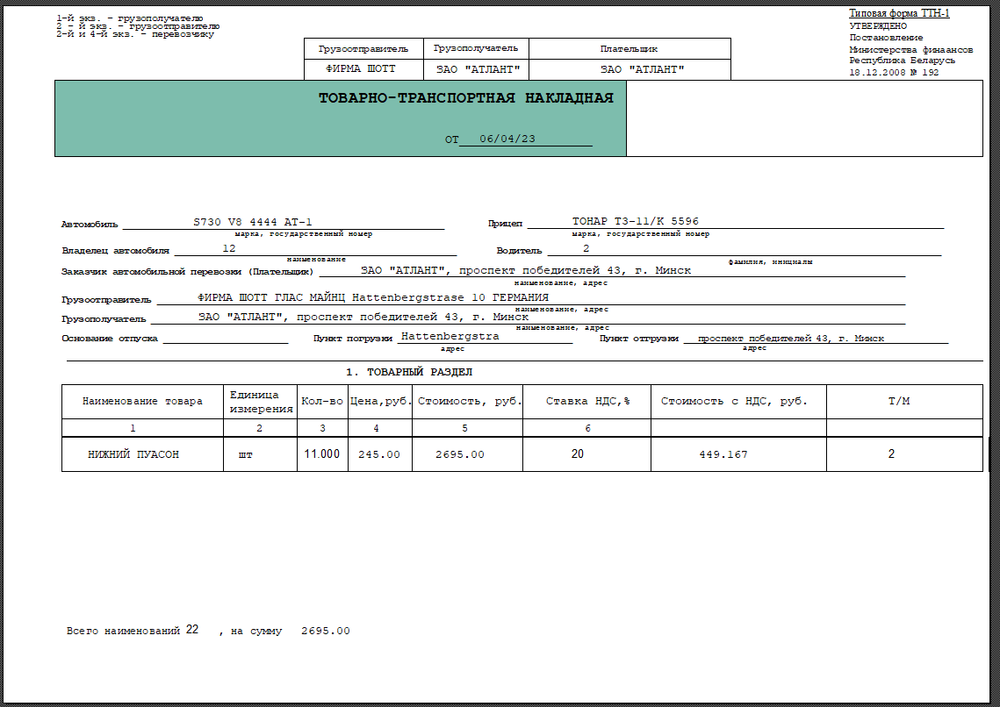 1-й экз. - грузополучателю
2 - й экз. - грузоотправителю
2-й и 4-й экз. - перевозчику
Типовая форма ТТН-1
УТВЕРЖДЕНО
Постановление
Министерства финаансов
Республика Беларусь
18.12.2008 № 192
Грузоотправитель Грузополучатель Плательщик
ФИРМА ШОТТ ЗАО "АТЛАНТ" ЗАО "АТЛАНТ"
ТОВАРНО-ТРАНСПОРТНАЯ НАКЛАДНАЯ
ОТ 06/04/23
Автомобиль S730 V8 4444 АТ-1 Прицеп ТОНАР Т3-11/К 5596
марка, государственный номер марка, государственный номер
Владелец автомобиля 12 Водитель 2
наименование фамилия, инициалы
Заказчик автомобильной перевозки (Плательщик) ЗАО "АТЛАНТ", проспект победителей 43, г. Минск
наименование, адрес
Грузоотправитель ФИРМА ШОТТ ГЛАС МАЙНЦ Hattenbergstrase 10 ГЕРМАНИЯ
наименование, адрес
Грузополучатель ЗАО "АТЛАНТ", проспект победителей 43, г. Минск
наименование, адрес
Основание отпуска Пункт погрузки Hattenbergstra Пункт отгрузки проспект победителей 43, г. Минск
адрес адрес
1. ТОВАРНЫЙ РАЗДЕЛ
Наименование товара Единица измерения Кол-во Цена,руб. Стоимость, руб. Ставка НДС,% Стоимость с НДС, руб. Т/М
1 2 3 4 5 6
НИЖНИЙ ПУАСОН шт 11.000 245.00 2695.00 20 449.167 2
Всего наименований 22 , на сумму 2695.00